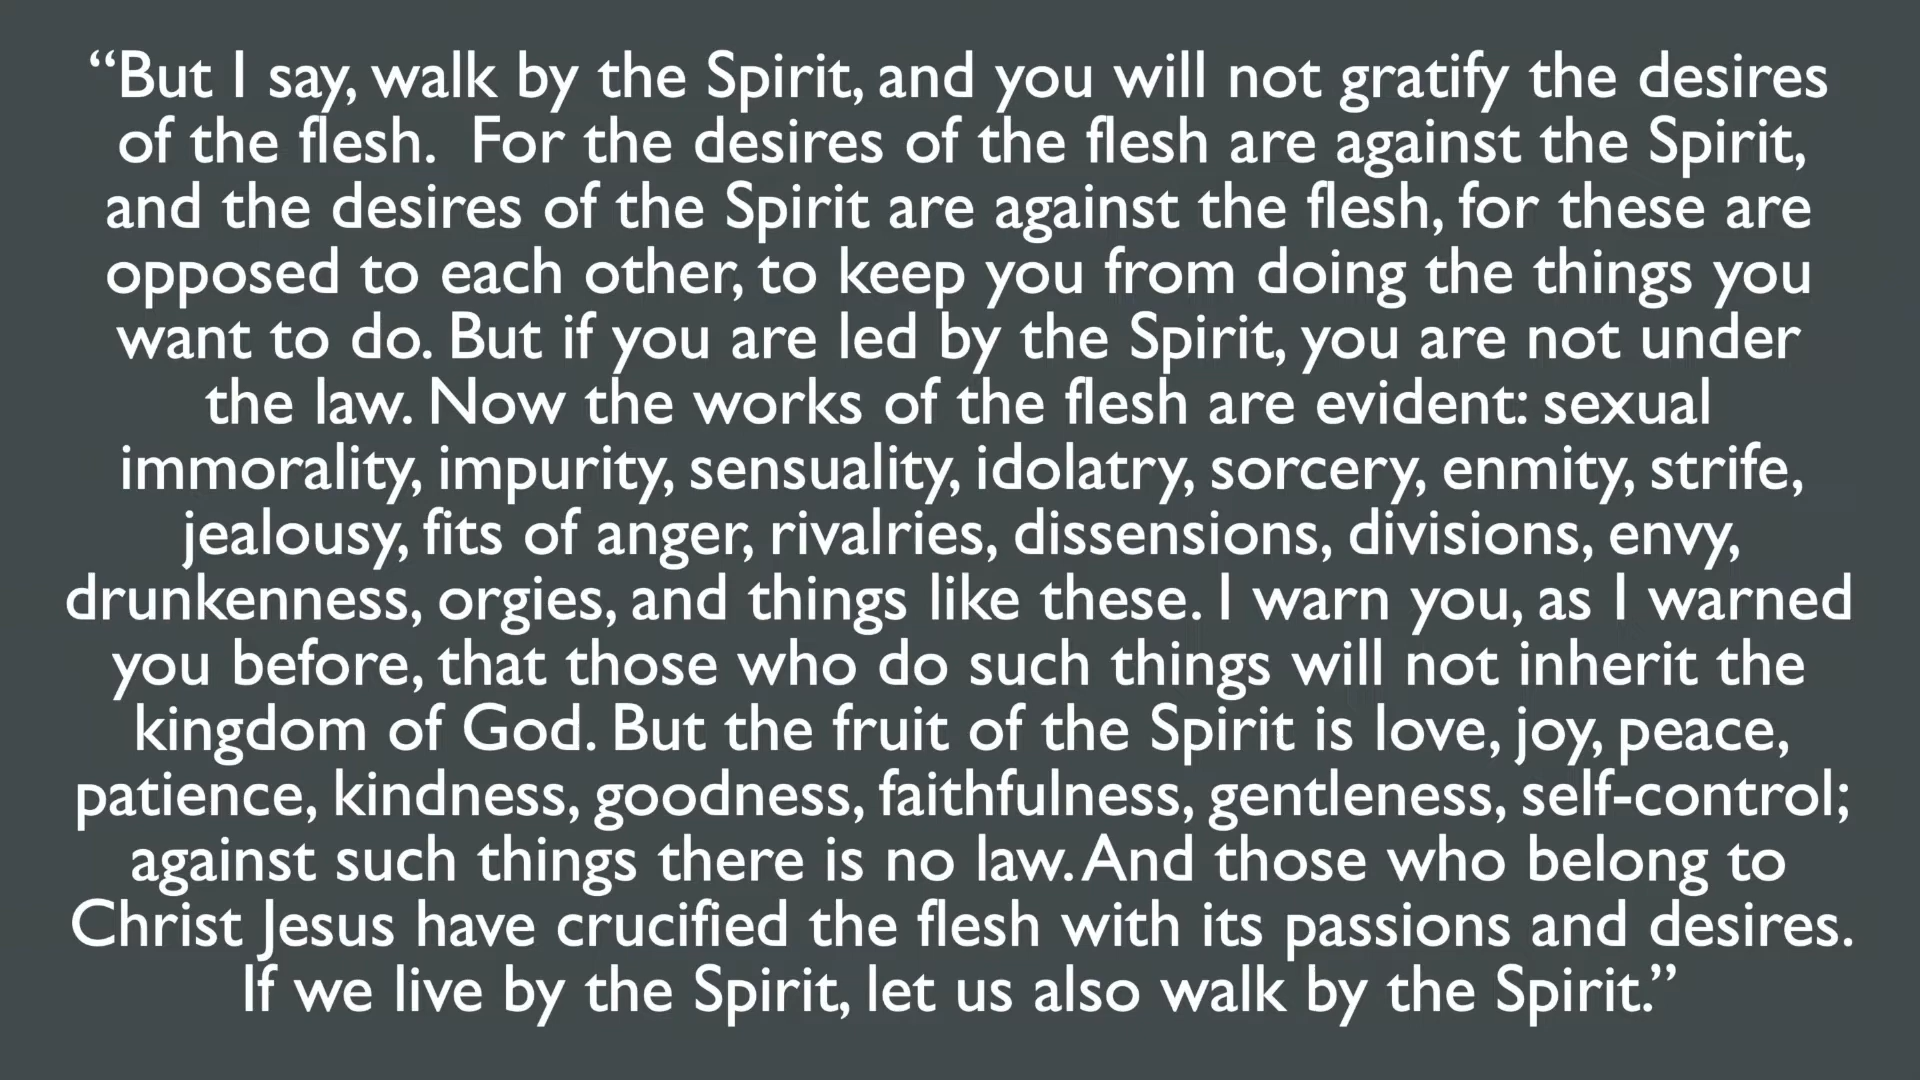 “But I say, walk by the Spirit, and you will not gratify the desires
of the flesh.  For the desires of the flesh are against the Spirit,
and the desires of the Spirit are against the flesh, for these are
opposed to each other, to keep you from doing the things you
want to do. But if you are led by the Spirit, you are not under
the law. Now the works of the flesh are evident: sexual
immorality, impurity, sensuality, idolatry, sorcery, enmity, strife,
jealousy, fits of anger, rivalries, dissensions, divisions, envy,
drunkenness, orgies, and things like these. I warn you, as I warned
you before, that those who do such things will not inherit the
kingdom of God. But the fruit of the Spirit is love, joy, peace,
patience, kindness, goodness, faithfulness, gentleness, self-control;
against such things there is no law. And those who belong to
Christ Jesus have crucified the flesh with its passions and desires.
If we live by the Spirit, let us also walk by the Spirit.”